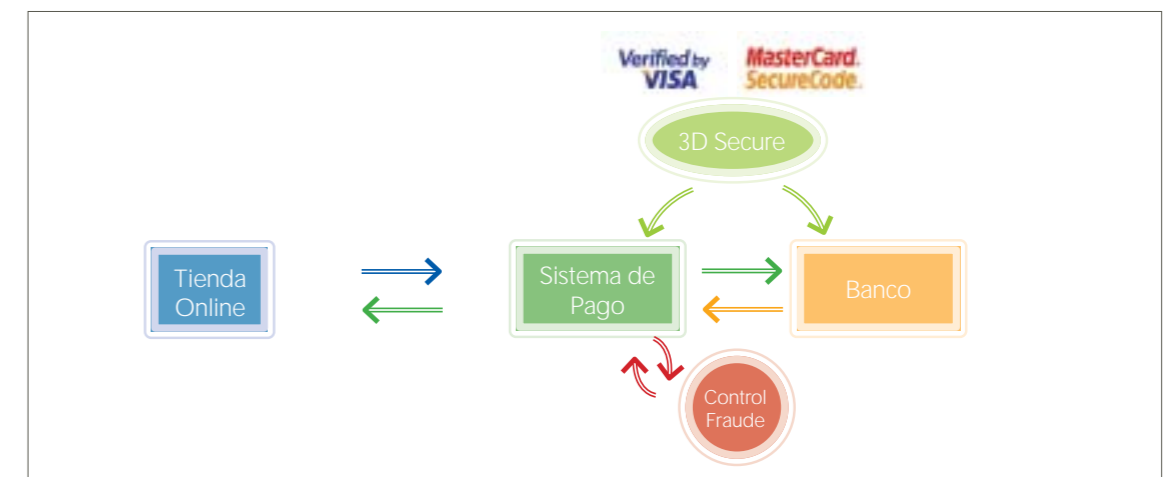 Verified by
VISA
MasterCard.
SecureCode.
3D Secure
Tienda
Online
Sistema de
Pago
Banco
Control
Fraude